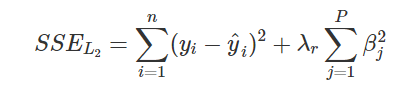 $$SSE_{L_2} = \sum_{i=1}^{n} (y_i - \hat{y}_i)^2 + \lambda_r \sum_{j=1}^{P} \beta_j^2$$